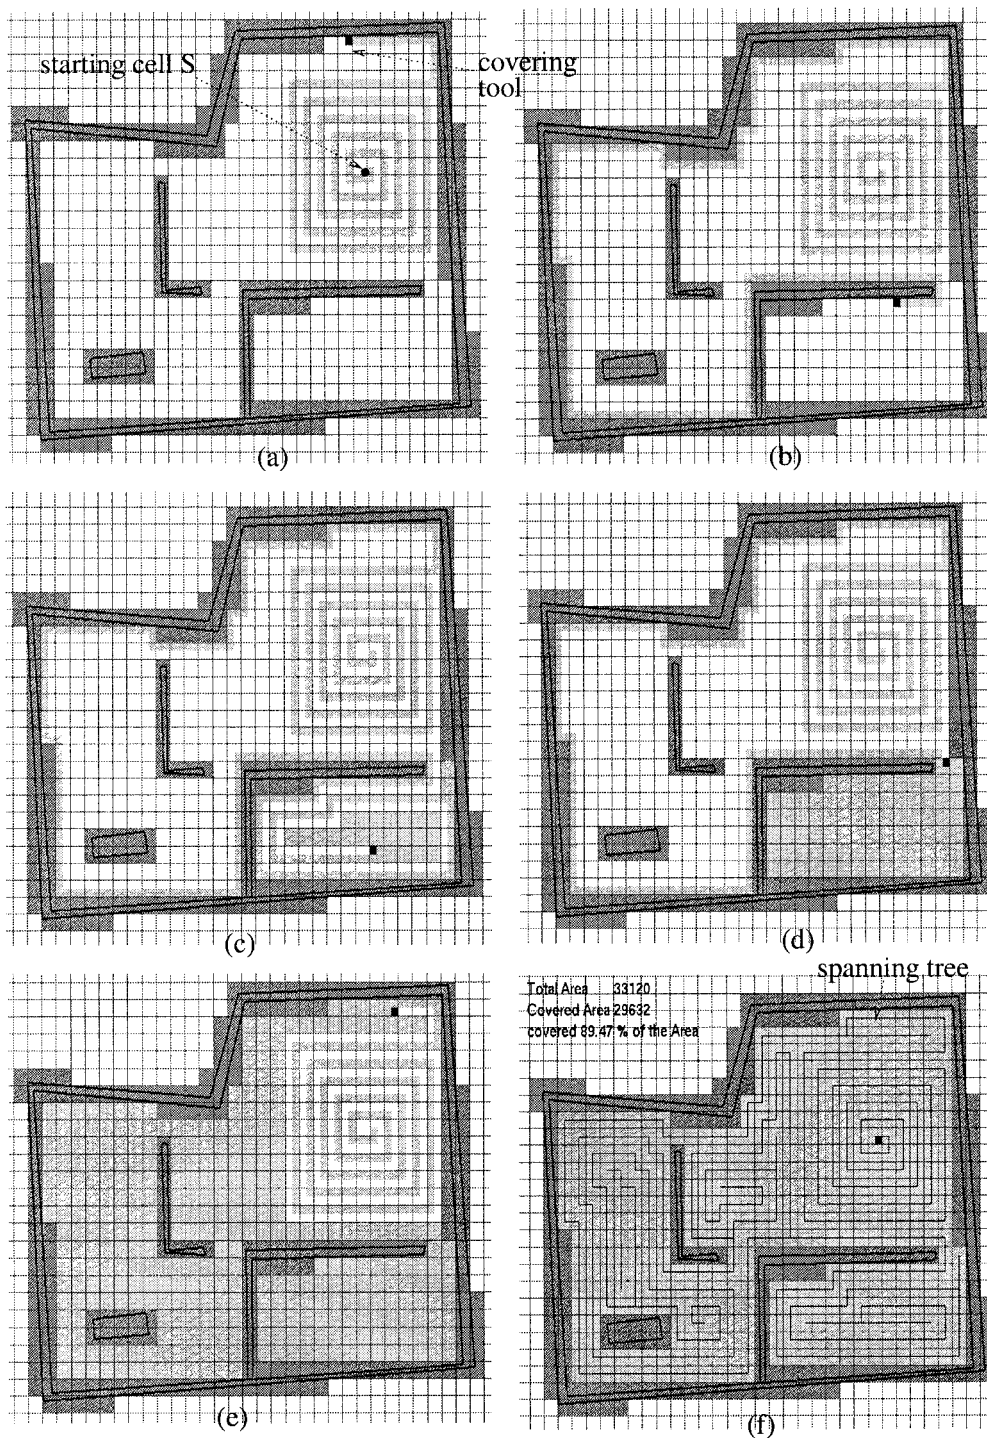 starting cell S
covering
tool
(a)
(b)
(c)
(d)
spanning tree
Total Area 33120
Covered Area 29632
covered 89.47 % of the Area
(e)
(f)